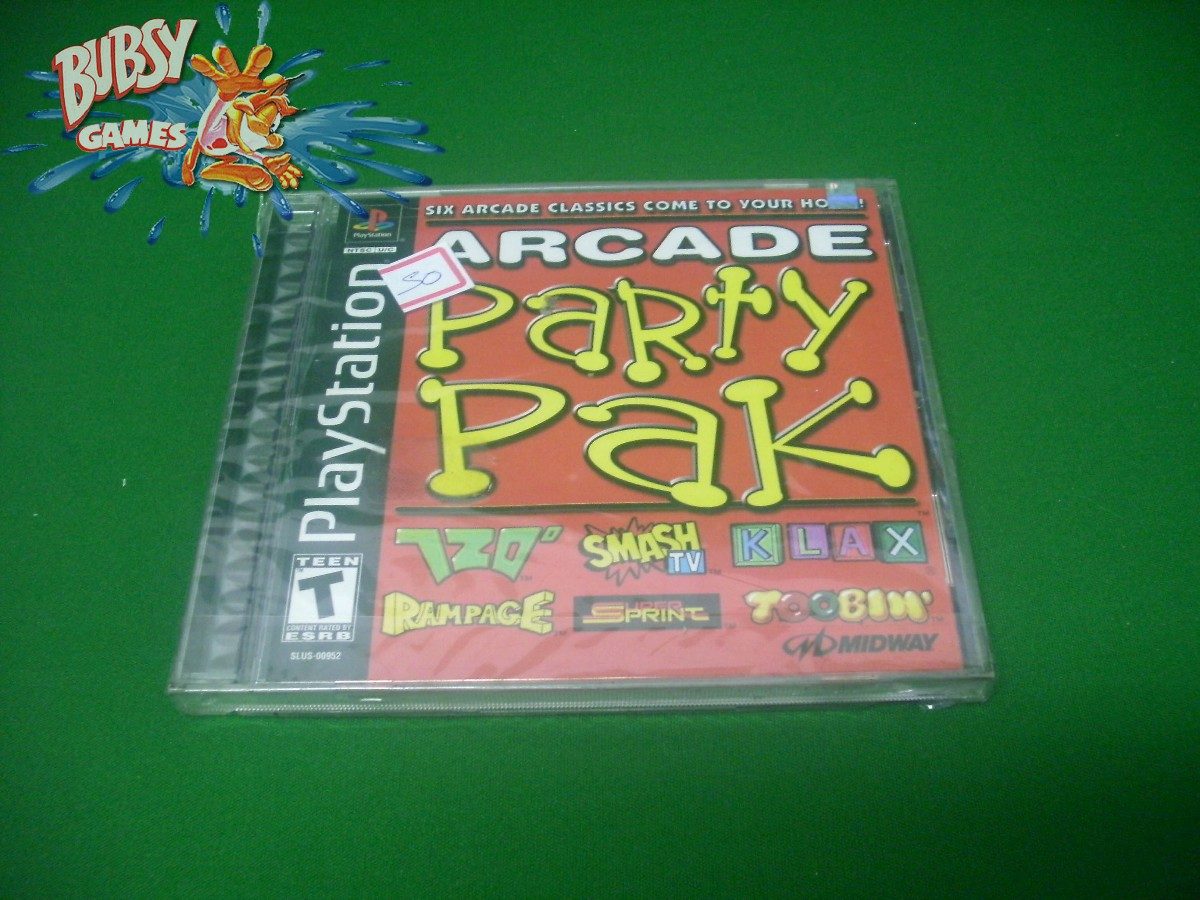 BUBSY
GAMES
PlayStation
NTSC U/C
PlayStation
SIX ARCADE CLASSICS COME TO YOUR HOME!
ARCADE
50
PARTY
PAK
720°
SMASH
TV
KLAX
RAMPAGE
SUPER
SPRINT
TOOBIN'
MIDWAY
TEEN
T
CONTENT RATED BY
ESRB
SLUS-00952